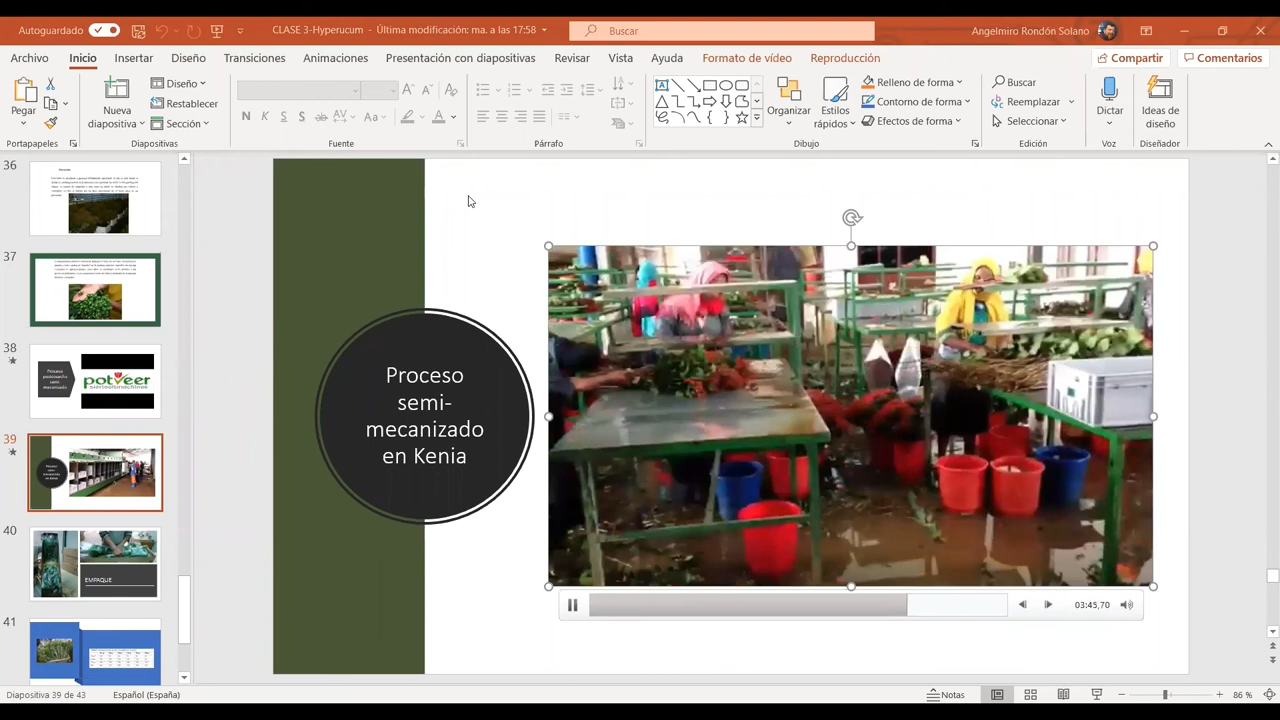 Autoguardado
CLASE 3-Hyperucum - Última modificación: ma. a las 17:58
Buscar
Angelmiro Rondón Solano
Archivo Inicio Insertar Diseño Transiciones Animaciones Presentación con diapositivas Revisar Vista Ayuda Formato de vídeo Reproducción Compartir Comentarios
Pegar
Nueva diapositiva
Diseño
Restablecer
Sección
N S S ab AV Aa A
Organizar
Estilos rápidos
Relleno de forma
Contorno de forma
Efectos de forma
Buscar
Reemplazar
Seleccionar
Dictar
Ideas de diseño
Portapapeles Diapositivas Fuente Párrafo Dibujo Edición Voz Diseñador
36
37
38
Proceso
potveer
39
40
EMPAQUE
41
Proceso
semi-
mecanizado
en Kenia
03:45,70
Diapositiva 39 de 43 Español (España) Notas 86 %